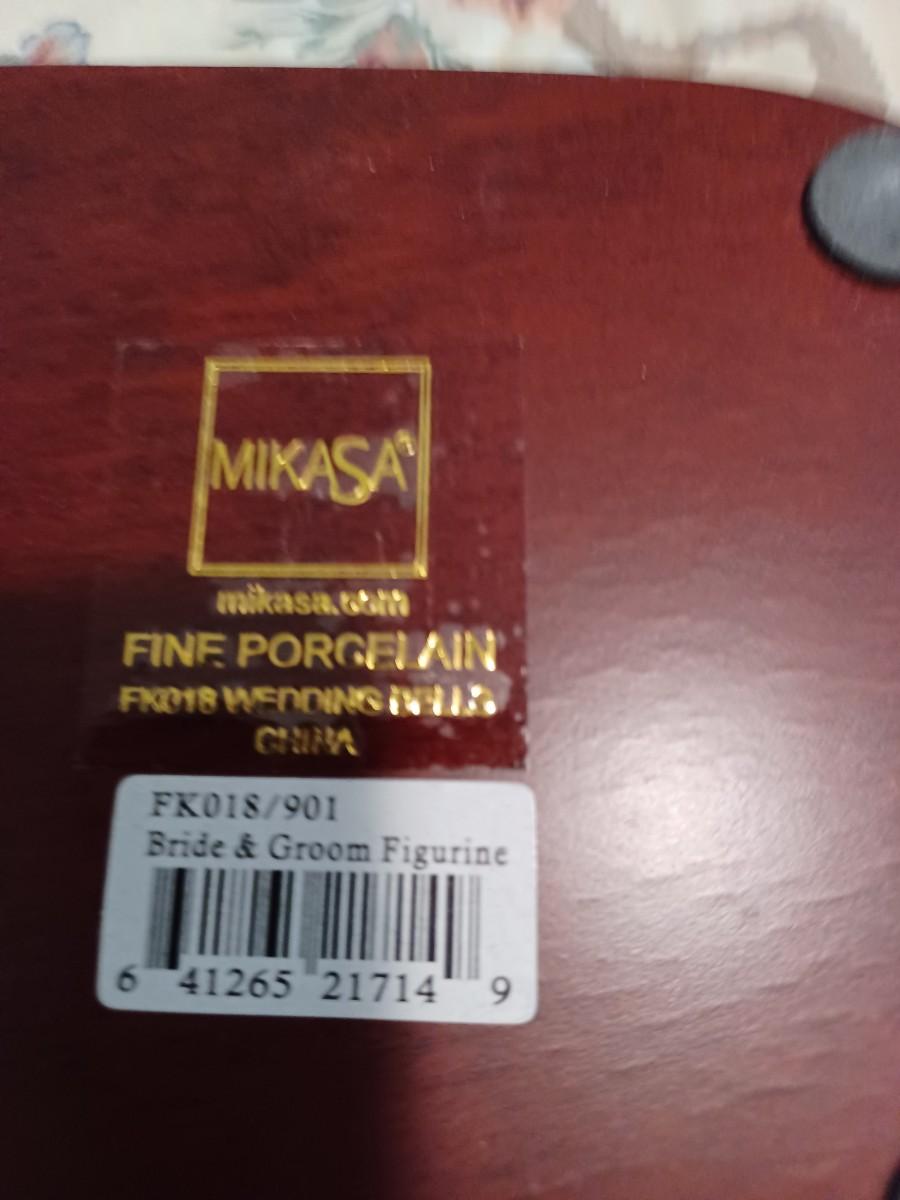 MIKASA®
mikasa.com
FINE PORCELAIN
FK018 WEDDING BELLS
CHINA
FK018/901
Bride & Groom Figurine
6 41265 21714 9